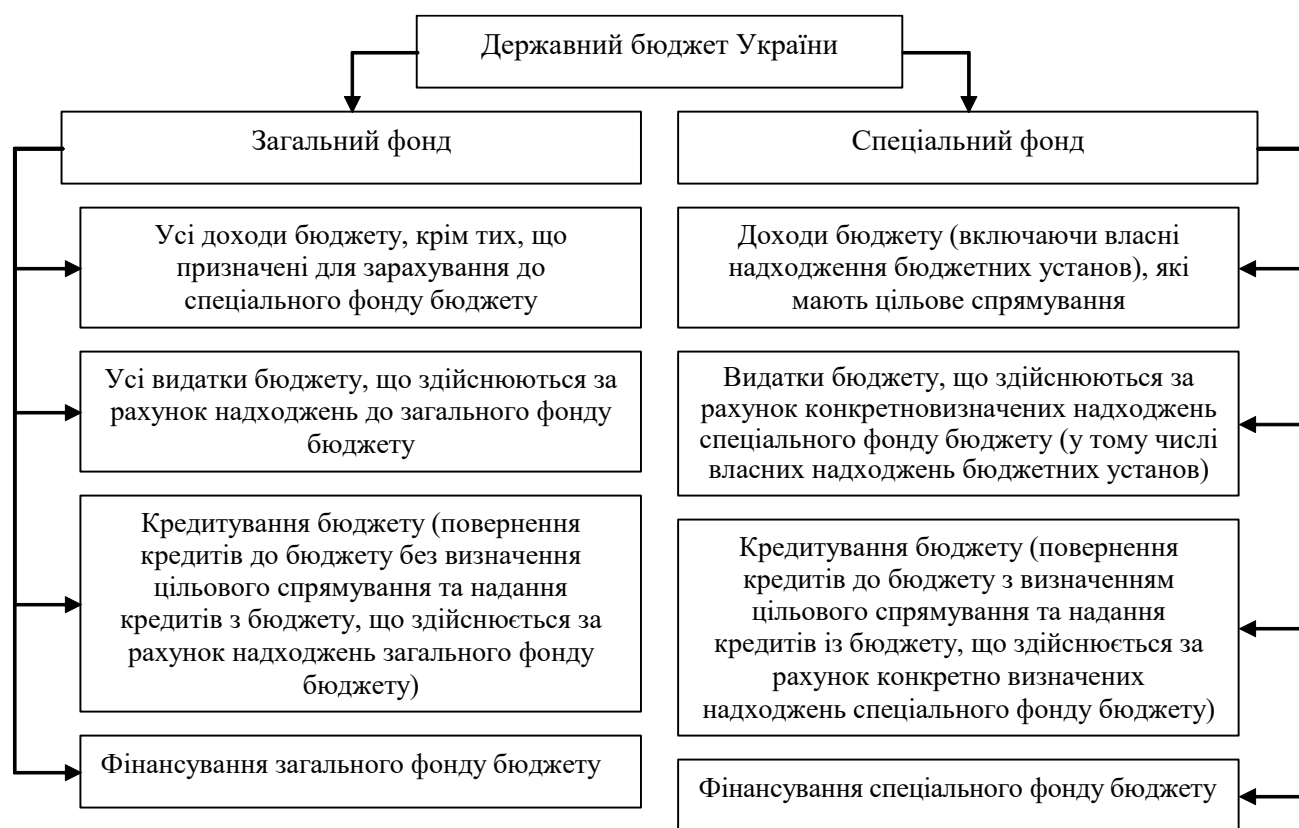 Державний бюджет України
Загальний фонд
Усі доходи бюджету, крім тих, що
призначені для зарахування до
спеціального фонду бюджету
Усі видатки бюджету, що здійснюються за
рахунок надходжень до загального фонду
бюджету
Кредитування бюджету (повернення
кредитів до бюджету без визначення
цільового спрямування та надання
кредитів з бюджету, що здійснюється за
рахунок надходжень загального фонду
бюджету)
Фінансування загального фонду бюджету
Спеціальний фонд
Доходи бюджету (включаючи власні
надходження бюджетних установ), які
мають цільове спрямування
Видатки бюджету, що здійснюються за
рахунок конкретновизначених надходжень
спеціального фонду бюджету (у тому числі
власних надходжень бюджетних установ)
Кредитування бюджету (повернення
кредитів до бюджету з визначенням
цільового спрямування та надання
кредитів із бюджету, що здійснюється за
рахунок конкретно визначених
надходжень спеціального фонду бюджету)
Фінансування спеціального фонду бюджету